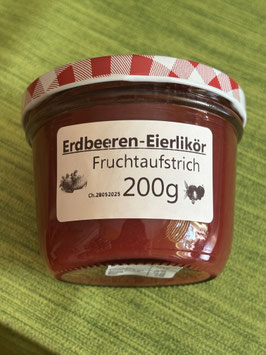 Erdbeeren-Eierlikör
Fruchtaufstrich
Ch.28052025 200g